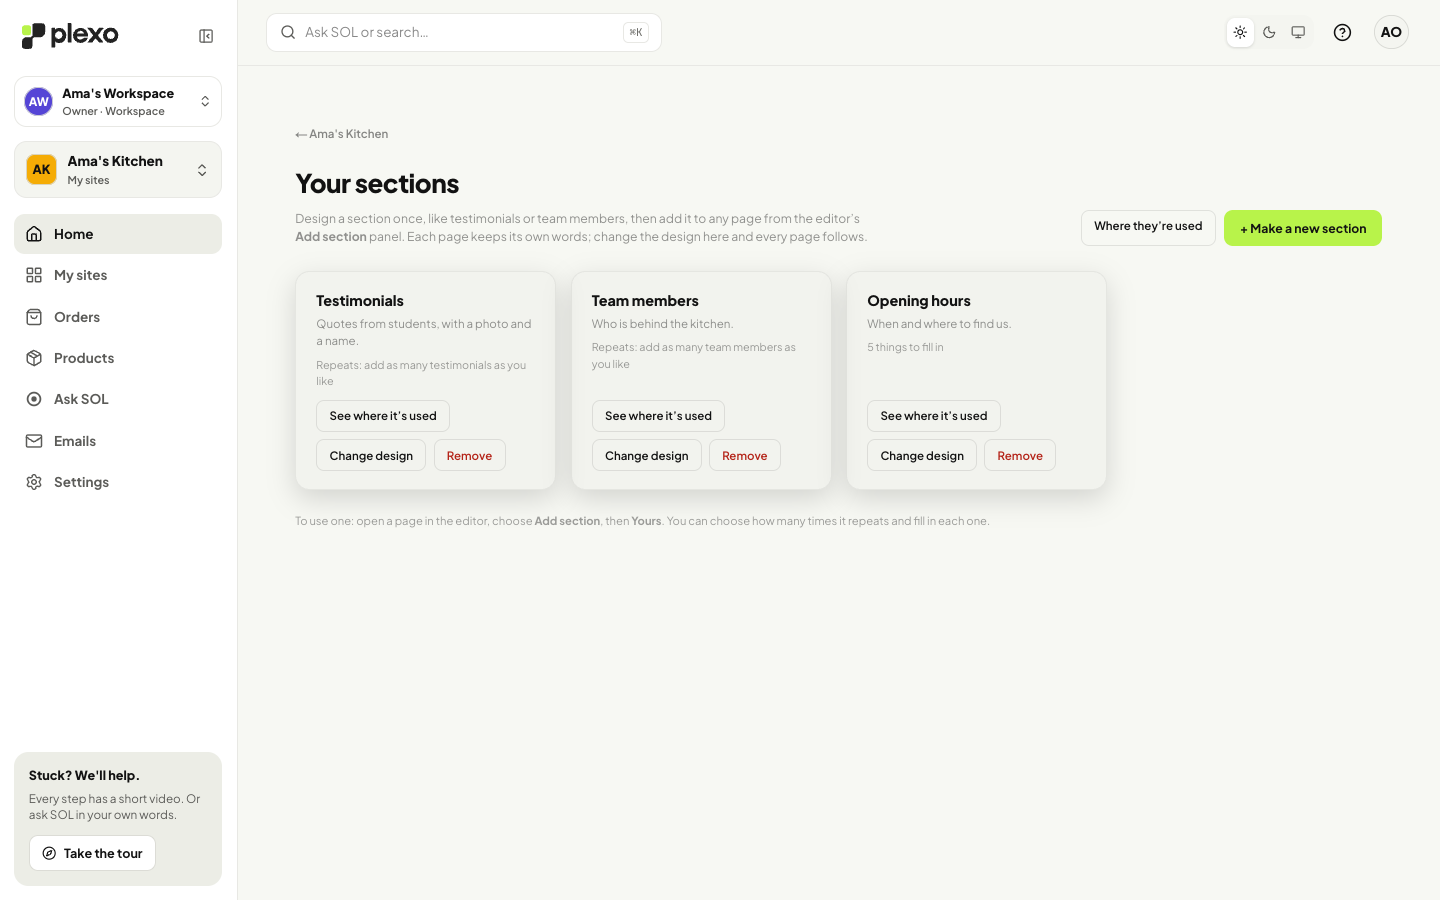 plexo
Ask SOL or search…
⌘K
AO
AW
Ama's Workspace
Owner · Workspace
AK
Ama's Kitchen
My sites
Home
My sites
Orders
Products
Ask SOL
Emails
Settings
Stuck? We'll help.
Every step has a short video. Or
ask SOL in your own words.
Take the tour
← Ama's Kitchen
Your sections
Design a section once, like testimonials or team members, then add it to any page from the editor’s
Add section panel. Each page keeps its own words; change the design here and every page follows.
Where they’re used
+ Make a new section
Testimonials
Quotes from students, with a photo and
a name.
Repeats: add as many testimonials as you
like
See where it’s used
Change design
Remove
Team members
Who is behind the kitchen.
Repeats: add as many team members as
you like
See where it’s used
Change design
Remove
Opening hours
When and where to find us.
5 things to fill in
See where it’s used
Change design
Remove
To use one: open a page in the editor, choose Add section, then Yours. You can choose how many times it repeats and fill in each one.